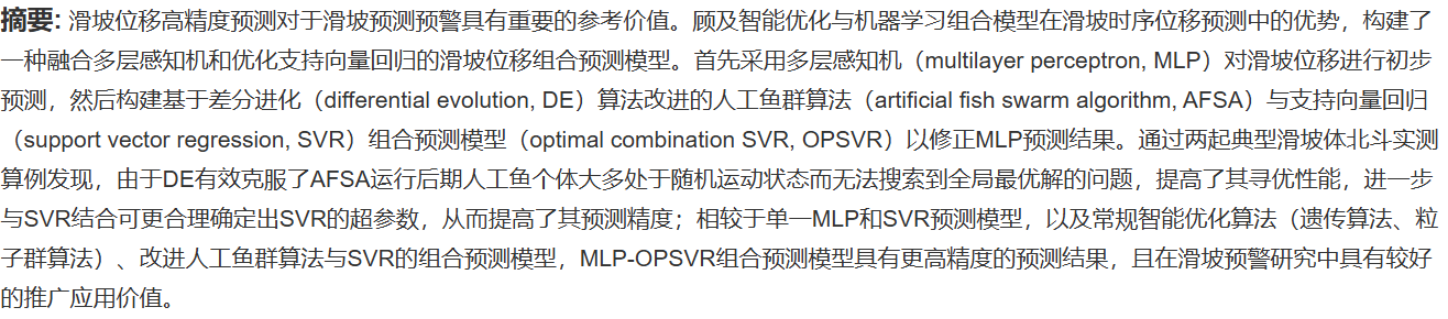 摘要: 滑坡位移高精度预测对于滑坡预测预警具有重要的参考价值。顾及智能优化与机器学习组合模型在滑坡时序位移预测中的优势，构建了
一种融合多层感知机和优化支持向量回归的滑坡位移组合预测模型。首先采用多层感知机（multilayer perceptron, MLP）对滑坡位移进行初步
预测，然后构建基于差分进化（differential evolution, DE）算法改进的人工鱼群算法（artificial fish swarm algorithm, AFSA）与支持向量回归
（support vector regression, SVR）组合预测模型（optimal combination SVR, OPSVR）以修正MLP预测结果。通过两起典型滑坡体北斗实测
算例发现，由于DE有效克服了AFSA运行后期人工鱼个体大多处于随机运动状态而无法搜索到全局最优解的问题，提高了其寻优性能，进一步
与SVR结合可更合理确定出SVR的超参数，从而提高了其预测精度；相较于单一MLP和SVR预测模型，以及常规智能优化算法（遗传算法、粒
子群算法）、改进人工鱼群算法与SVR的组合预测模型，MLP-OPSVR组合预测模型具有更高精度的预测结果，且在滑坡预警研究中具有较好
的推广应用价值。